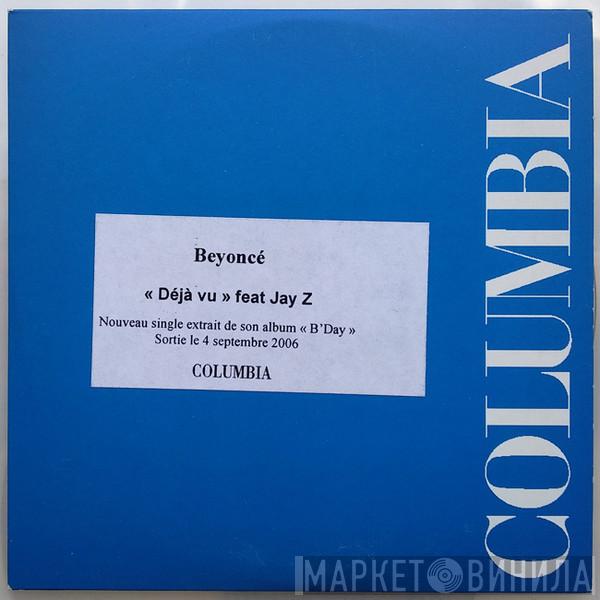 Beyoncé
« Déjà vu » feat Jay Z
Nouveau single extrait de son album « B'Day »
Sortie le 4 septembre 2006
COLUMBIA
COLUMBIA
МАРКЕТ ВИНИЛА